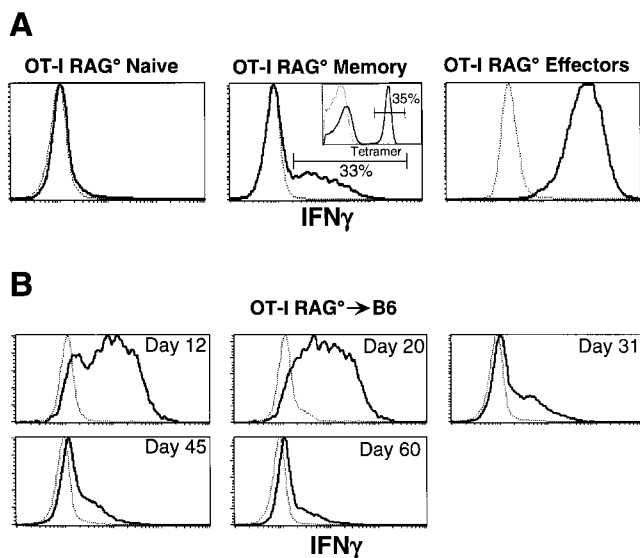 A
OT-I RAG° Naive
OT-I RAG° Memory
OT-I RAG° Effectors
35%
Tetramer
33%
IFNγ
B
OT-I RAG°→B6
Day 12
Day 20
Day 31
Day 45
Day 60
IFNγ